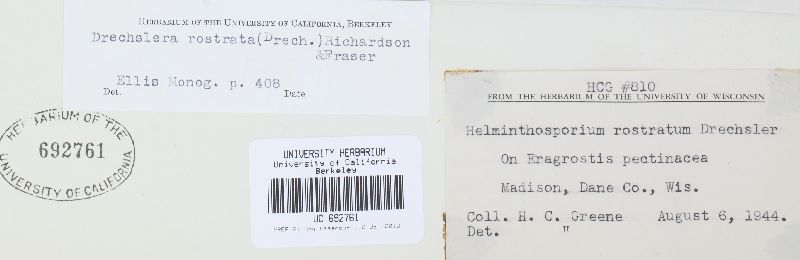 HERBARIUM OF THE UNIVERSITY OF CALIFORNIA, BERKELEY
Drechslera rostrata(Drech.)Richardson
&Fraser
Ellis Monog. p. 408
Det. Date
HERBARIUM OF THE
692761
UNIVERSITY OF CALIFORNIA
UNIVERSITY HERBARIUM
University of California
Berkeley
UC 692761
HCG #810
FROM THE HERBARIUM OF THE UNIVERSITY OF WISCONSIN
Helminthosporium rostratum Drechsler
On Eragrostis pectinacea
Madison, Dane Co., Wis.
Coll. H. C. Greene August 6, 1944.
Det. "